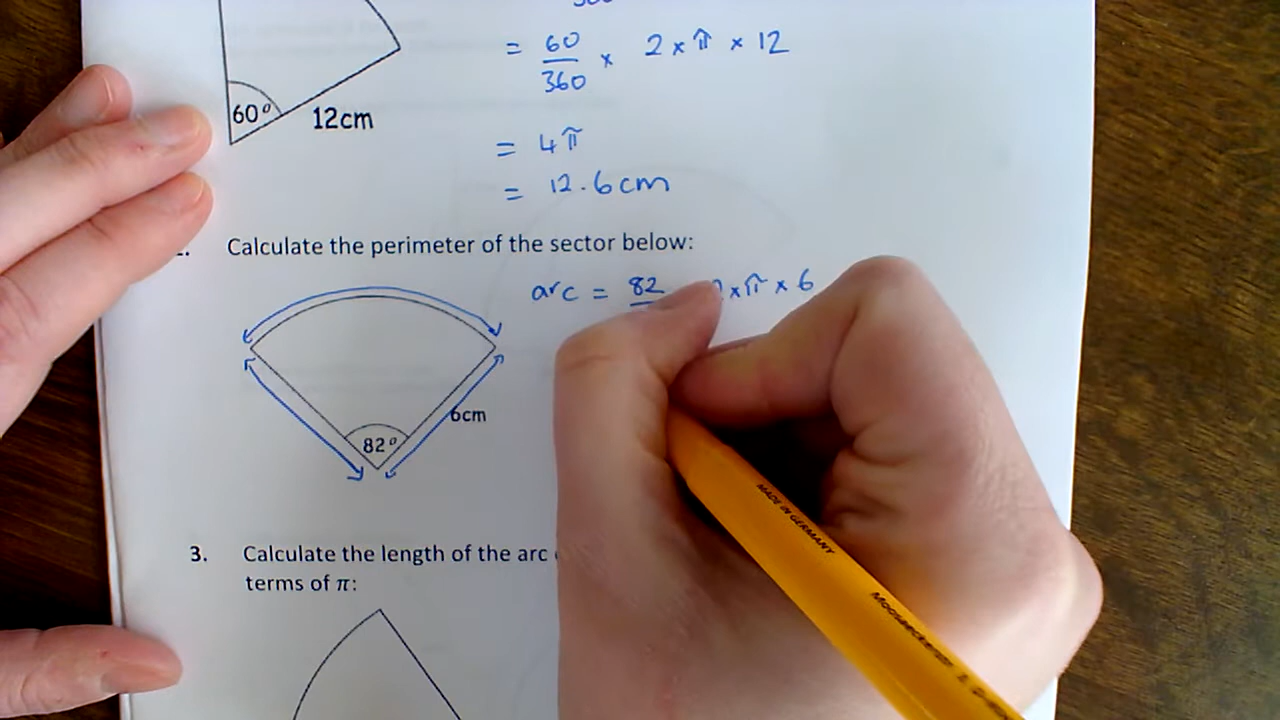 = 60/360 × 2 × π × 12
60°
12cm
= 4π
= 12.6cm
Calculate the perimeter of the sector below:
arc = 82 × π × 6
6cm
82°
3. Calculate the length of the arc
terms of π:
MADE IN GERMANY